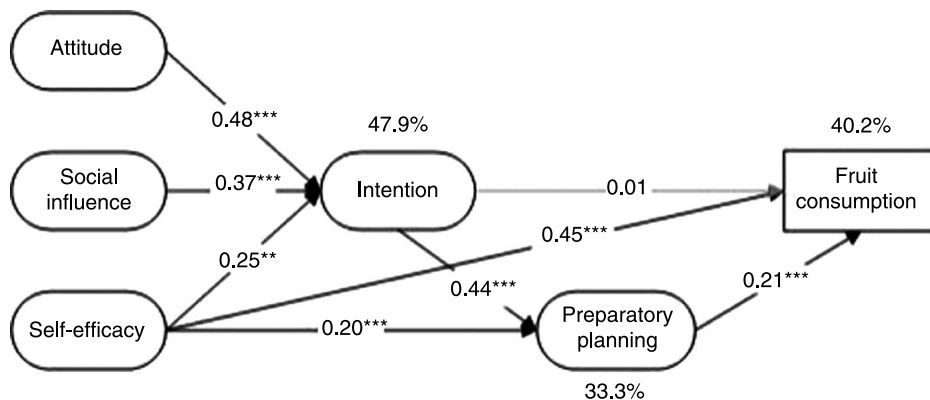 Attitude
0.48***
47.9%
40.2%
Social
influence
0.37***
Intention
0.01
Fruit
consumption
0.25**
0.45***
0.44***
0.21***
Self-efficacy
0.20***
Preparatory
planning
33.3%